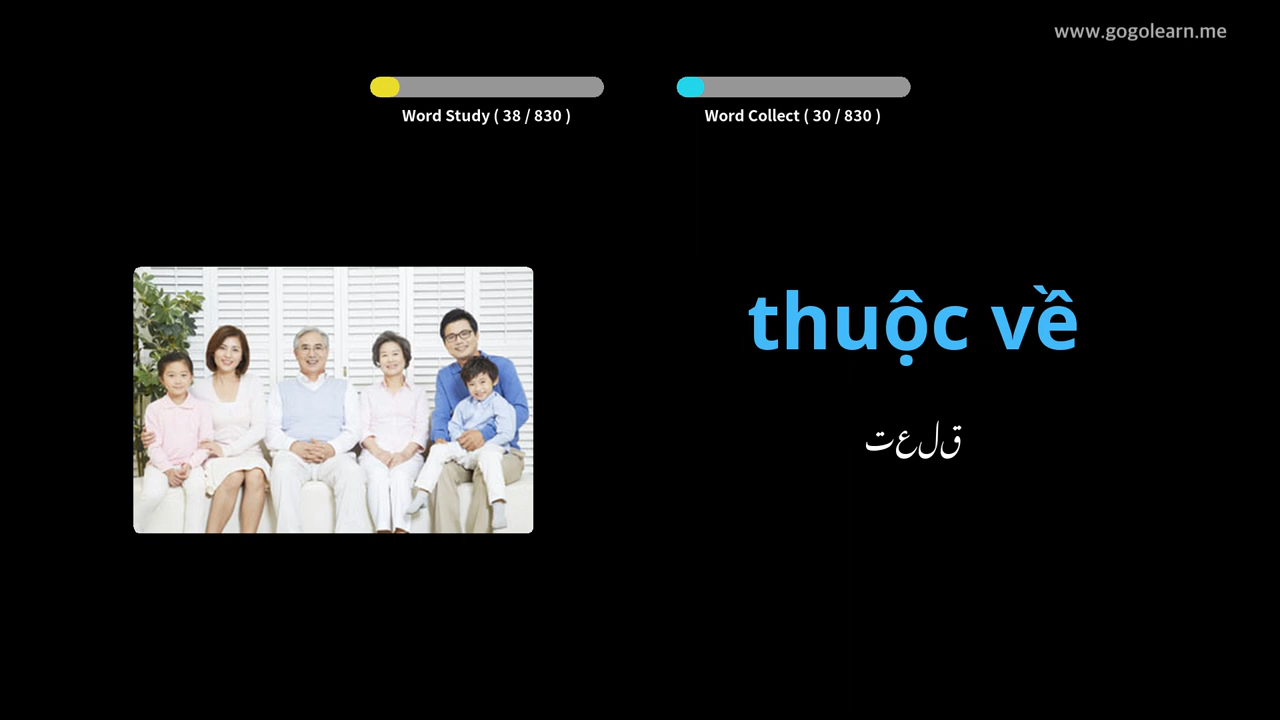 www.gogolearn.me
Word Study ( 38 / 830 )
Word Collect ( 30 / 830 )
thuộc về
تعلق